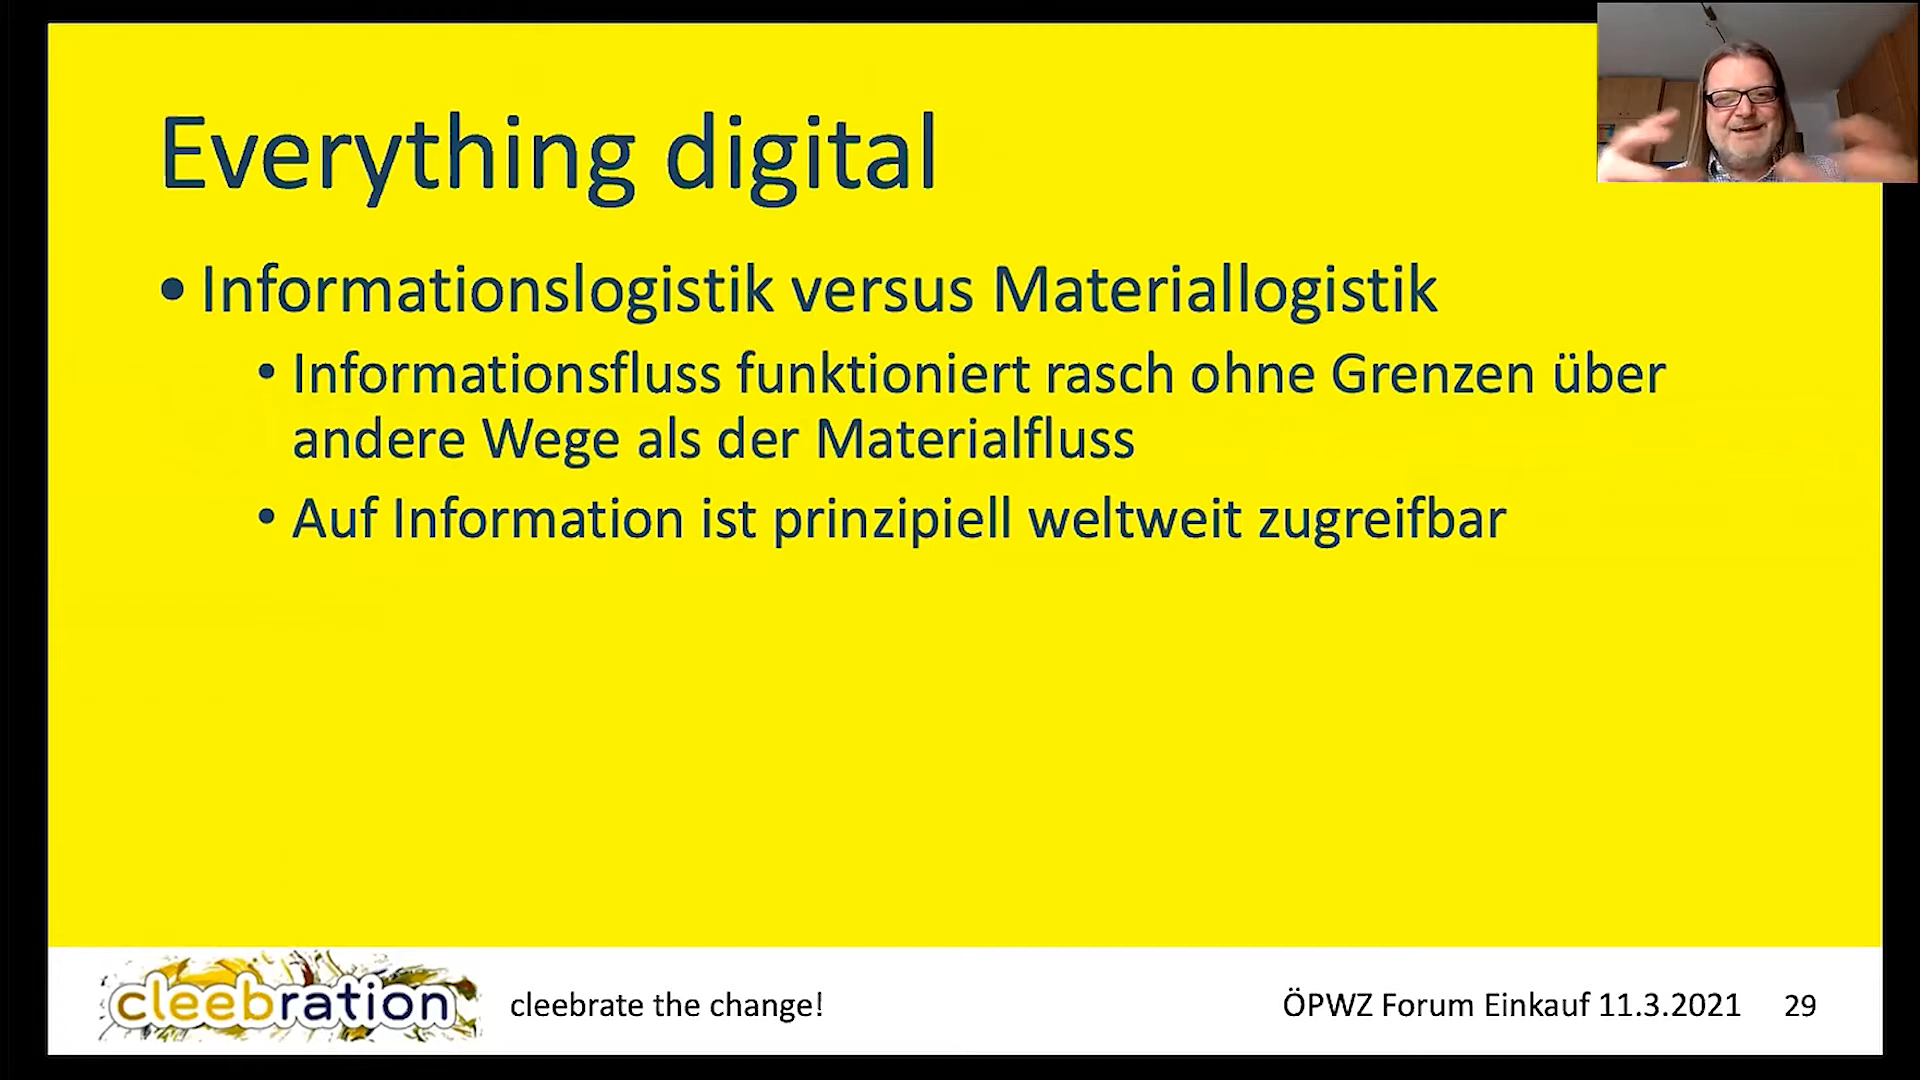 Everything digital
• Informationslogistik versus Materiallogistik
• Informationsfluss funktioniert rasch ohne Grenzen über
andere Wege als der Materialfluss
• Auf Information ist prinzipiell weltweit zugreifbar
cleebration
cleebrate the change!
ÖPWZ Forum Einkauf 11.3.2021
29